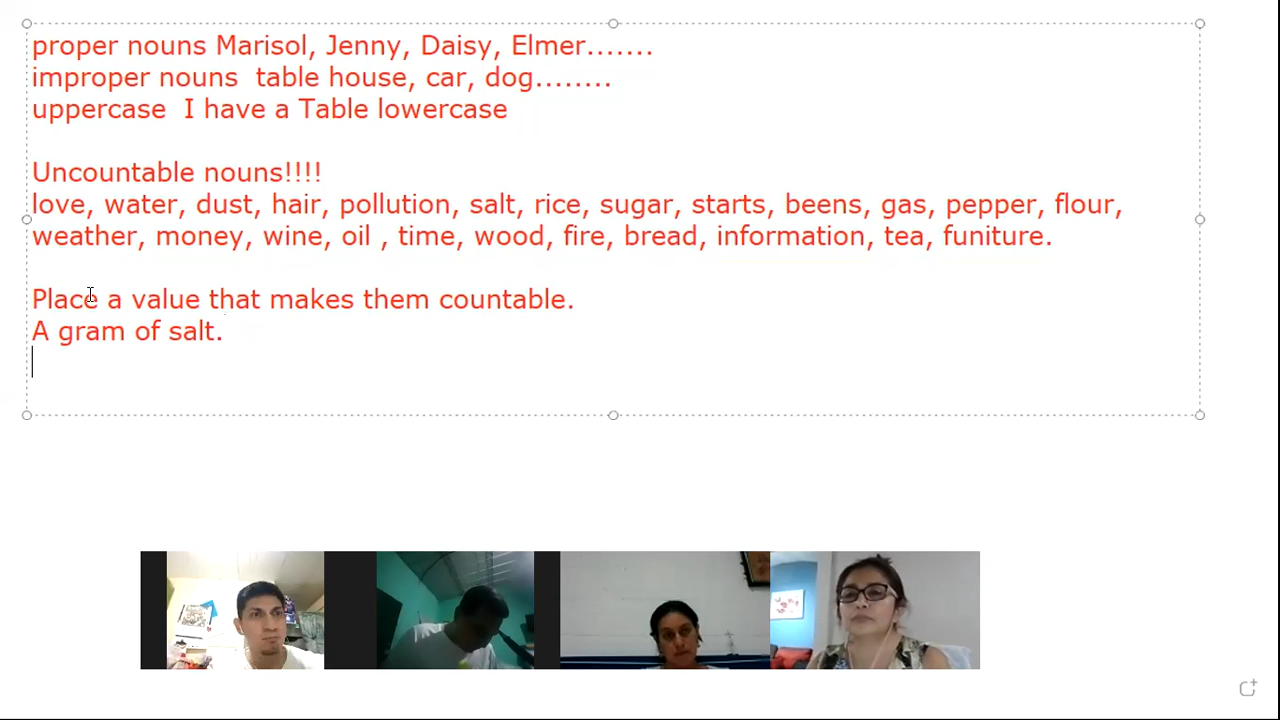 proper nouns Marisol, Jenny, Daisy, Elmer.......
improper nouns  table house, car, dog........
uppercase  I have a Table lowercase
Uncountable nouns!!!!
love, water, dust, hair, pollution, salt, rice, sugar, starts, beens, gas, pepper, flour,
weather, money, wine, oil , time, wood, fire, bread, information, tea, funiture.
Place a value that makes them countable.
A gram of salt.